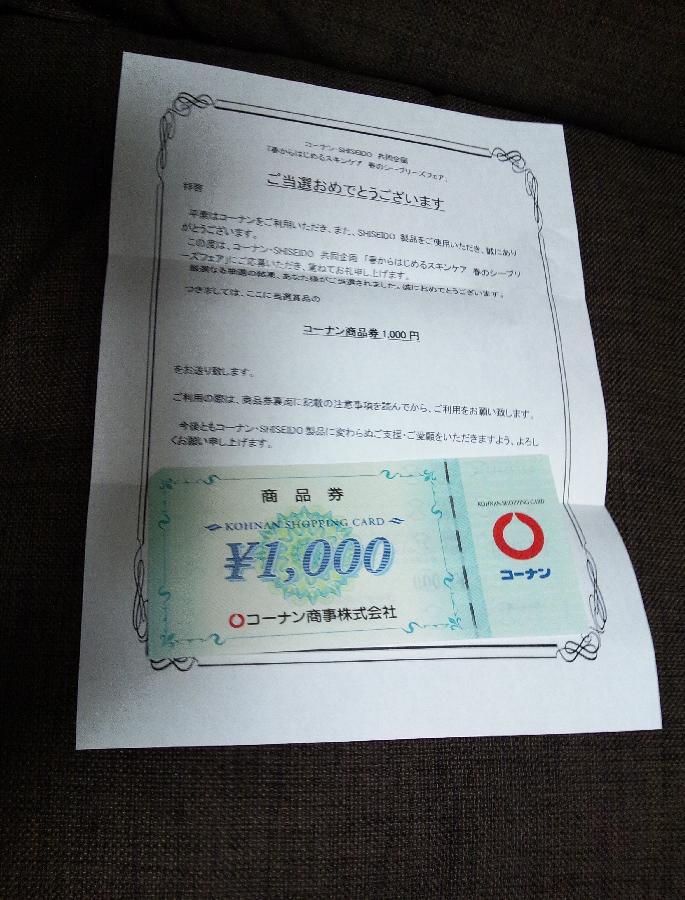 コーナン・SHISEIDO 共同企画
「春からはじめるスキンケア 春のシーブリーズフェア」
ご当選おめでとうございます
拝啓
平素はコーナンをご利用いただき、また、SHISEIDO 製品をご使用いただき、誠にあり
がとうございます。
この度は、コーナン・SHISEIDO 共同企画 「春からはじめるスキンケア 春のシーブリ
ーズフェア」にご応募いただき、重ねてお礼申し上げます。
厳選なる抽選の結果、あなた様がご当選されました。誠におめでとうございます。
つきましては、ここに当選賞品の
コーナン商品券 1,000 円
をお送り致します。
ご利用の際は、商品券裏面に記載の注意事項を読んでから、ご利用をお願い致します。
今後ともコーナン・SHISEIDO 製品に変わらぬご支援・ご愛顧をいただきますよう、よろし
くお願い申し上げます。
商品券
KOHNAN SHOPPING CARD
¥1,000
コーナン商事株式会社
KOHNAN SHOPPING CARD
コーナン